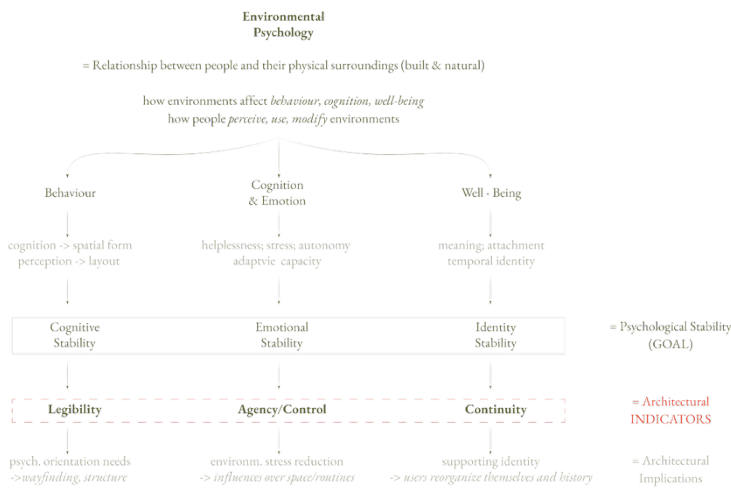 Environmental
Psychology
= Relationship between people and their physical surroundings (built & natural)
how environments affect behaviour, cognition, well-being
how people perceive, use, modify environments
Behaviour
Cognition
& Emotion
Well - Being
cognition -> spatial form
perception -> layout
helplessness; stress; autonomy
adaptvie capacity
meaning; attachment
temporal identity
Cognitive
Stability
Emotional
Stability
Identity
Stability
= Psychological Stability
(GOAL)
Legibility
Agency/Control
Continuity
= Architectural
INDICATORS
psych. orientation needs
->wayfinding, structure
environm. stress reduction
-> influences over space/routines
supporting identity
-> users reorganize themselves and history
= Architectural
Implications